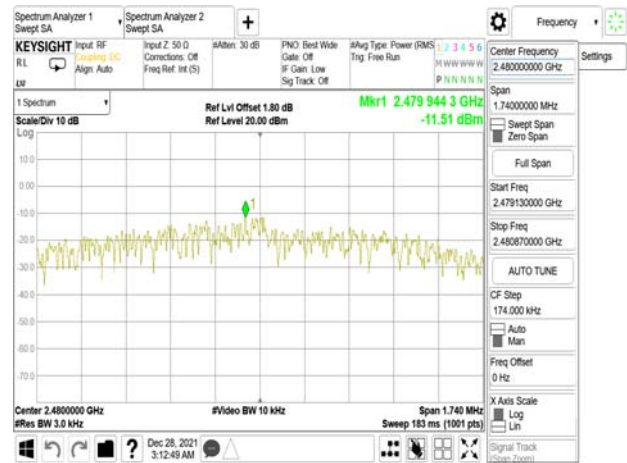 Spectrum Analyzer 1
Swept SA
Spectrum Analyzer 2
Swept SA
+
Frequency
KEYSIGHT
RL
Input: RF
Coupling: DC
Align: Auto
Input Z: 50 Ω
Corrections: Off
Freq Ref: Int (S)
#Atten: 30 dB
PNO: Best Wide
Gate: Off
IF Gain: Low
Sig Track: Off
#Avg Type: Power (RMS
Trig: Free Run
1 2 3 4 5 6
M W W W W W
P N N N N N
1 Spectrum
Scale/Div 10 dB
Log
Ref Lvl Offset 1.80 dB
Ref Level 20.00 dBm
Mkr1 2.479 944 3 GHz
-11.51 dBm
10.0
0.00
-10.0
-20.0
-30.0
-40.0
-50.0
-60.0
-70.0
1
Center 2.4800000 GHz
#Res BW 3.0 kHz
#Video BW 10 kHz
Span 1.740 MHz
Sweep 183 ms (1001 pts)
Dec 28, 2021
3:12:49 AM
?
Center Frequency
2.480000000 GHz
Settings
Span
1.74000000 MHz
Swept Span
Zero Span
Full Span
Start Freq
2.479130000 GHz
Stop Freq
2.480870000 GHz
AUTO TUNE
CF Step
174.000 kHz
Auto
Man
Freq Offset
0 Hz
X Axis Scale
Log
Lin
Signal Track
(Span Zoom)